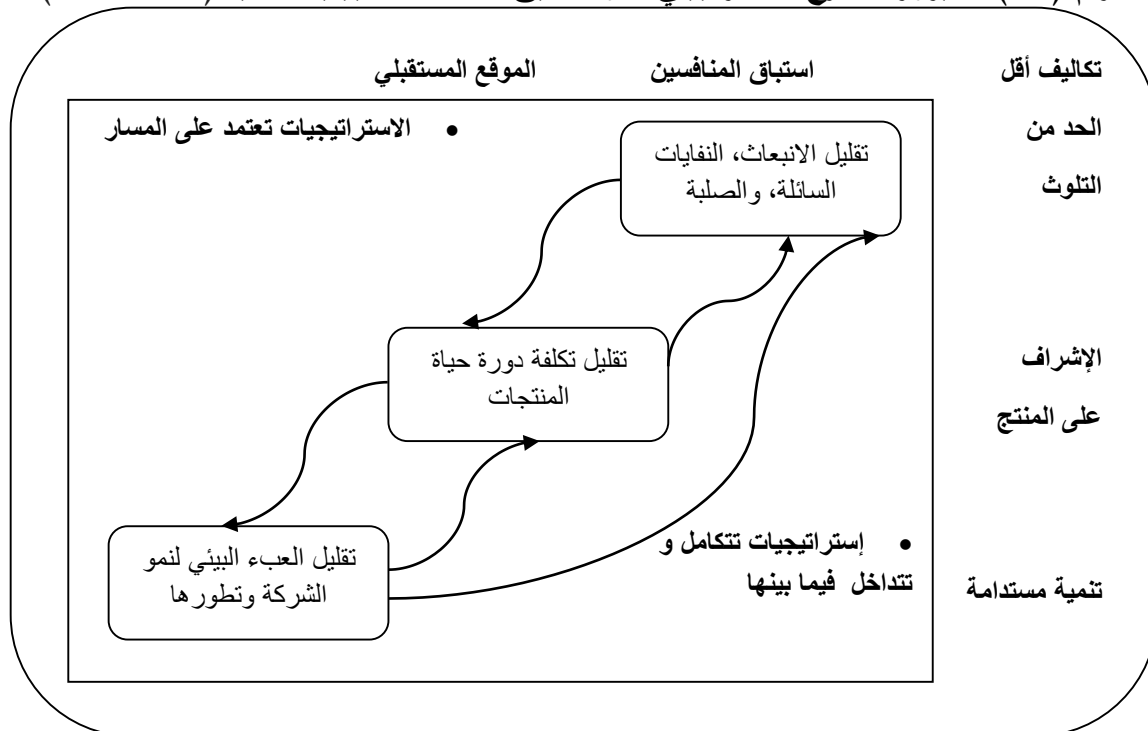 تكاليف أقل
استباق المنافسين
الموقع المستقبلي
الحد من
التلوث
• الاستراتيجيات تعتمد على المسار
تقليل الانبعاث، النفايات
السائلة، والصلبة
الإشراف
على المنتج
تقليل تكلفة دورة حياة
المنتجات
تنمية مستدامة
• إستراتيجيات تتكامل و
تتداخل فيما بينها
تقليل العبء البيئي لنمو
الشركة وتطورها